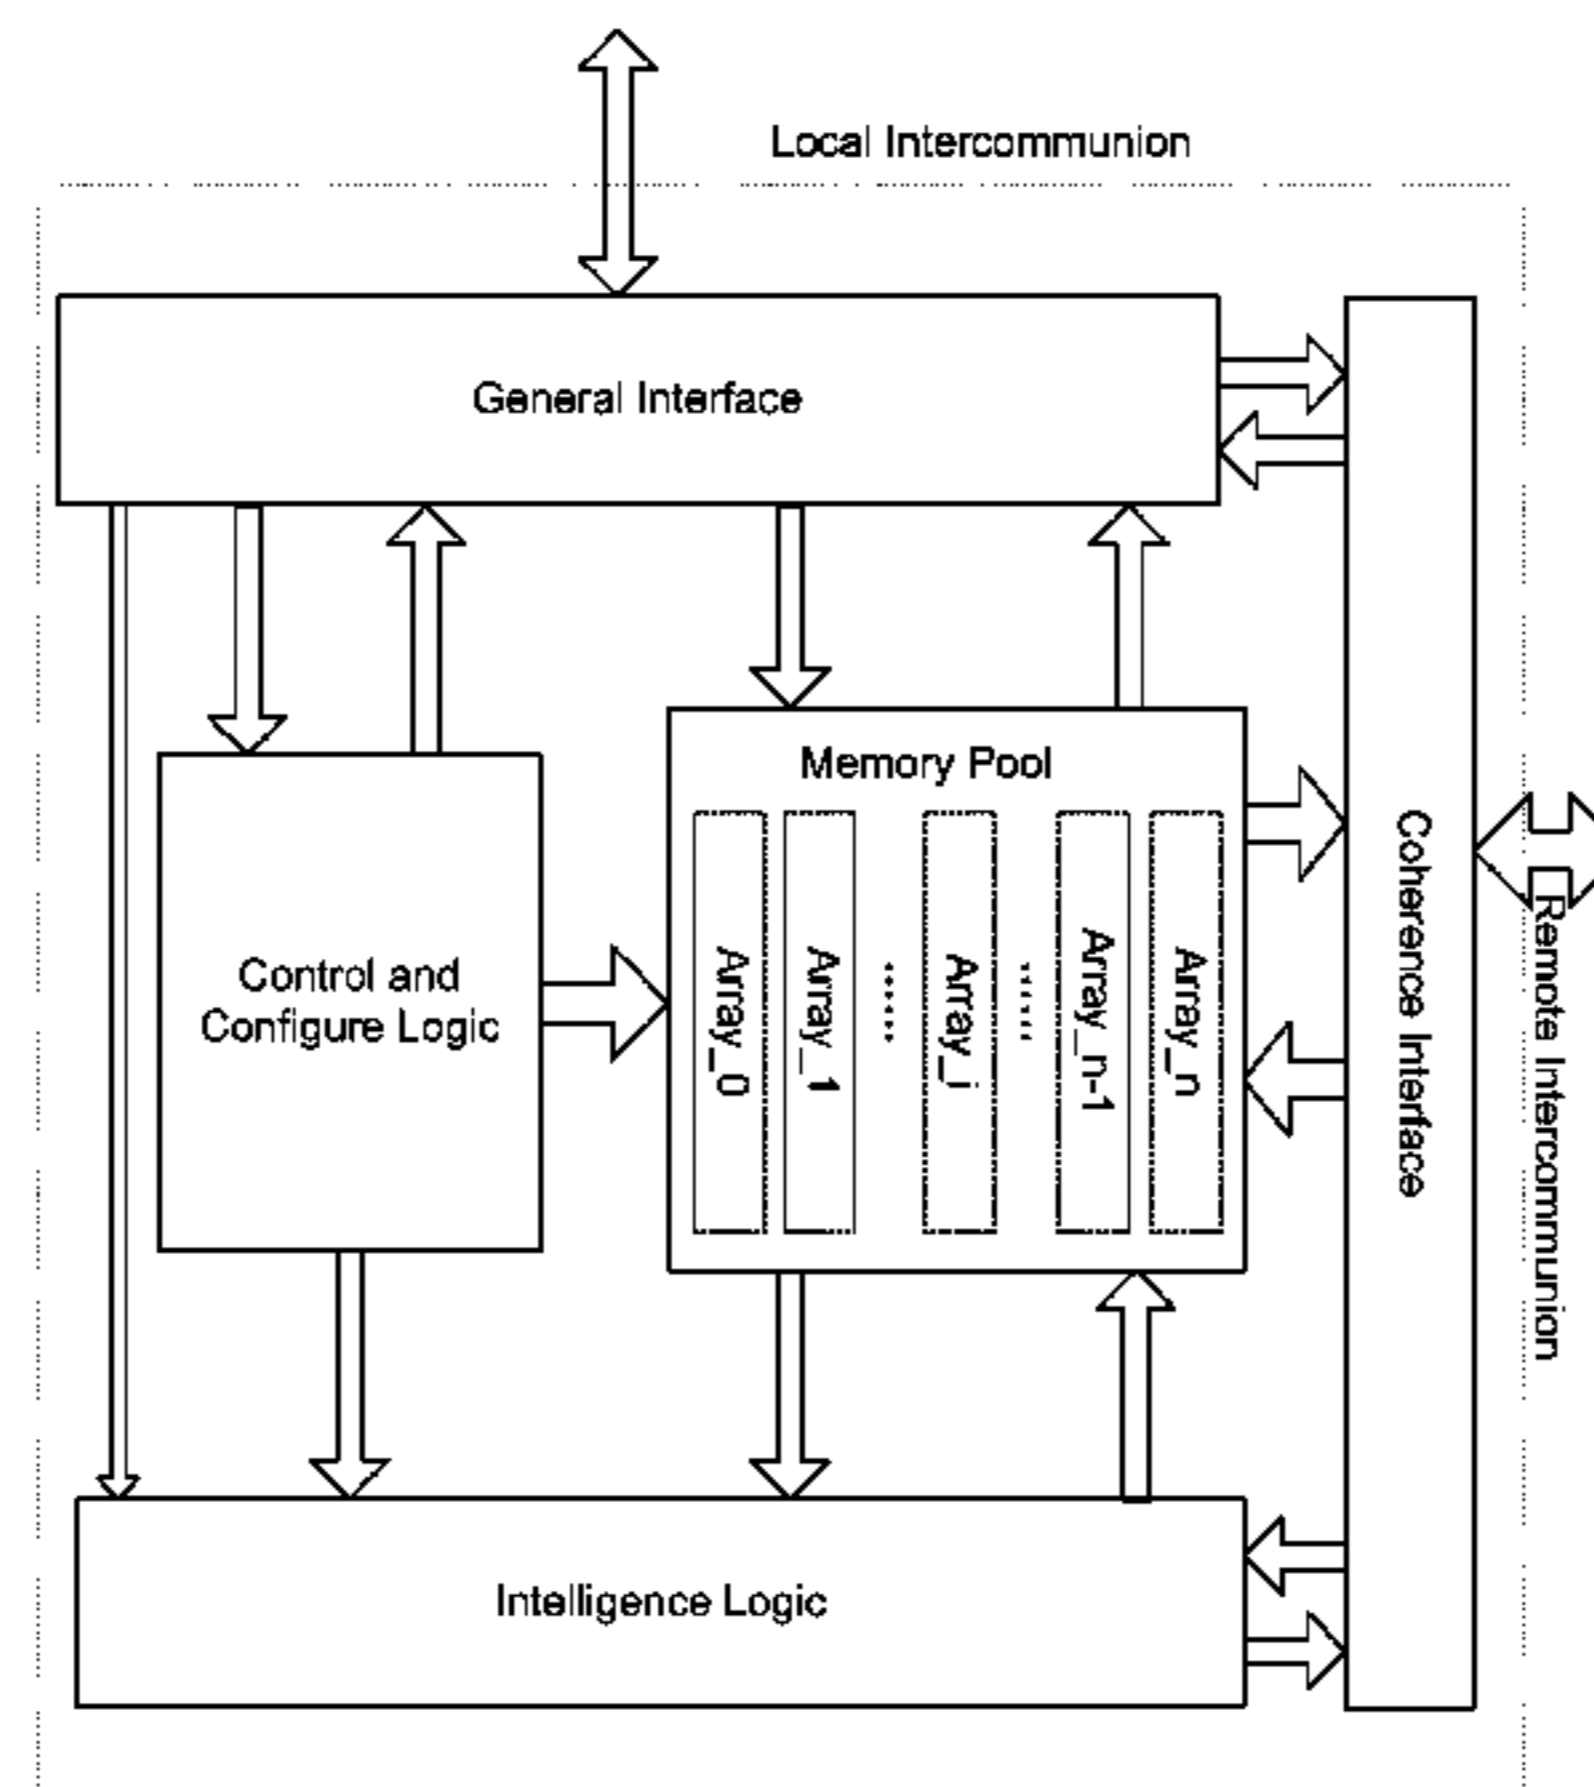 Local Intercommunion
General Interface
Memory Pool
Control and
Configure Logic
Array_0
Array_1
......
Array_i
......
Array_n-1
Array_n
Coherence Interface
Remote Intercommunion
Intelligence Logic